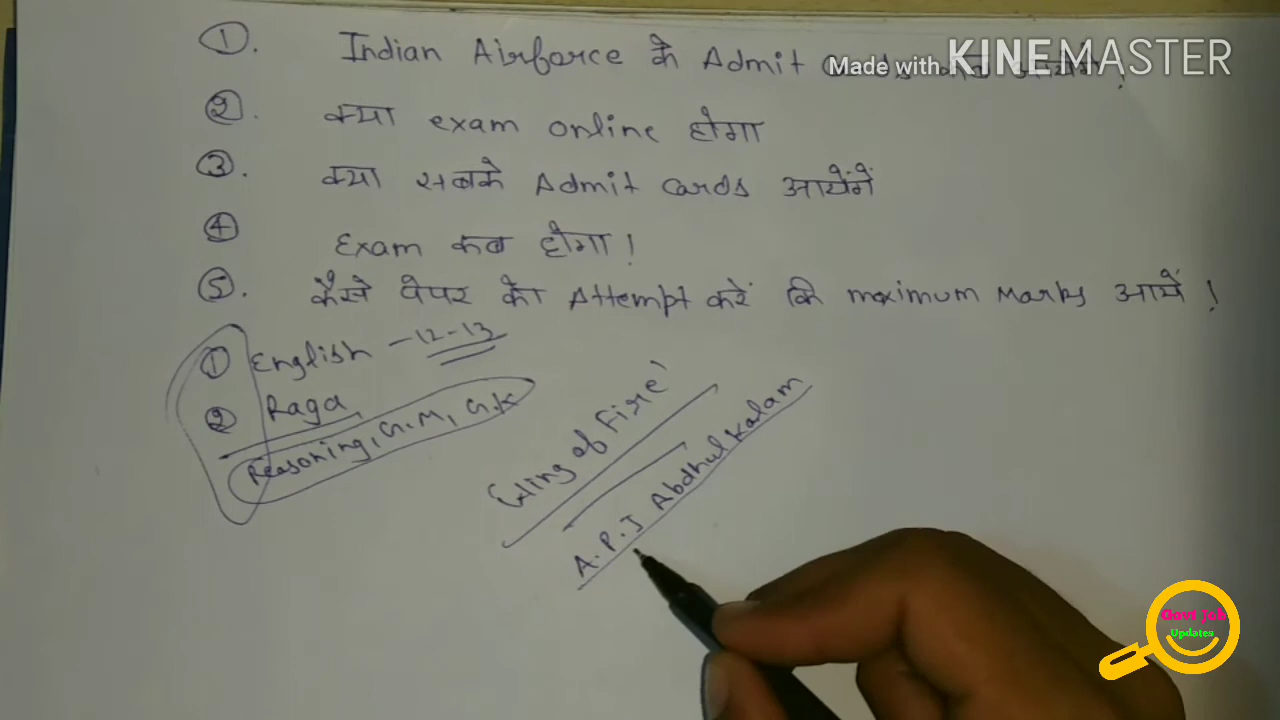 ①. Indian Airforce के Admit
Made with KINEMASTER
②. क्या exam online होगा
③. क्या सबके Admit cards आयेंगें
④ Exam कब होगा!
⑤. कैसे पेपर को Attempt करें कि maximum Marks आयें!
① English - 12-13
② Raga
Reasoning, G.M, G.K
of Fire'
A.P.J Abdhul Kalam
Govt Job
Updates